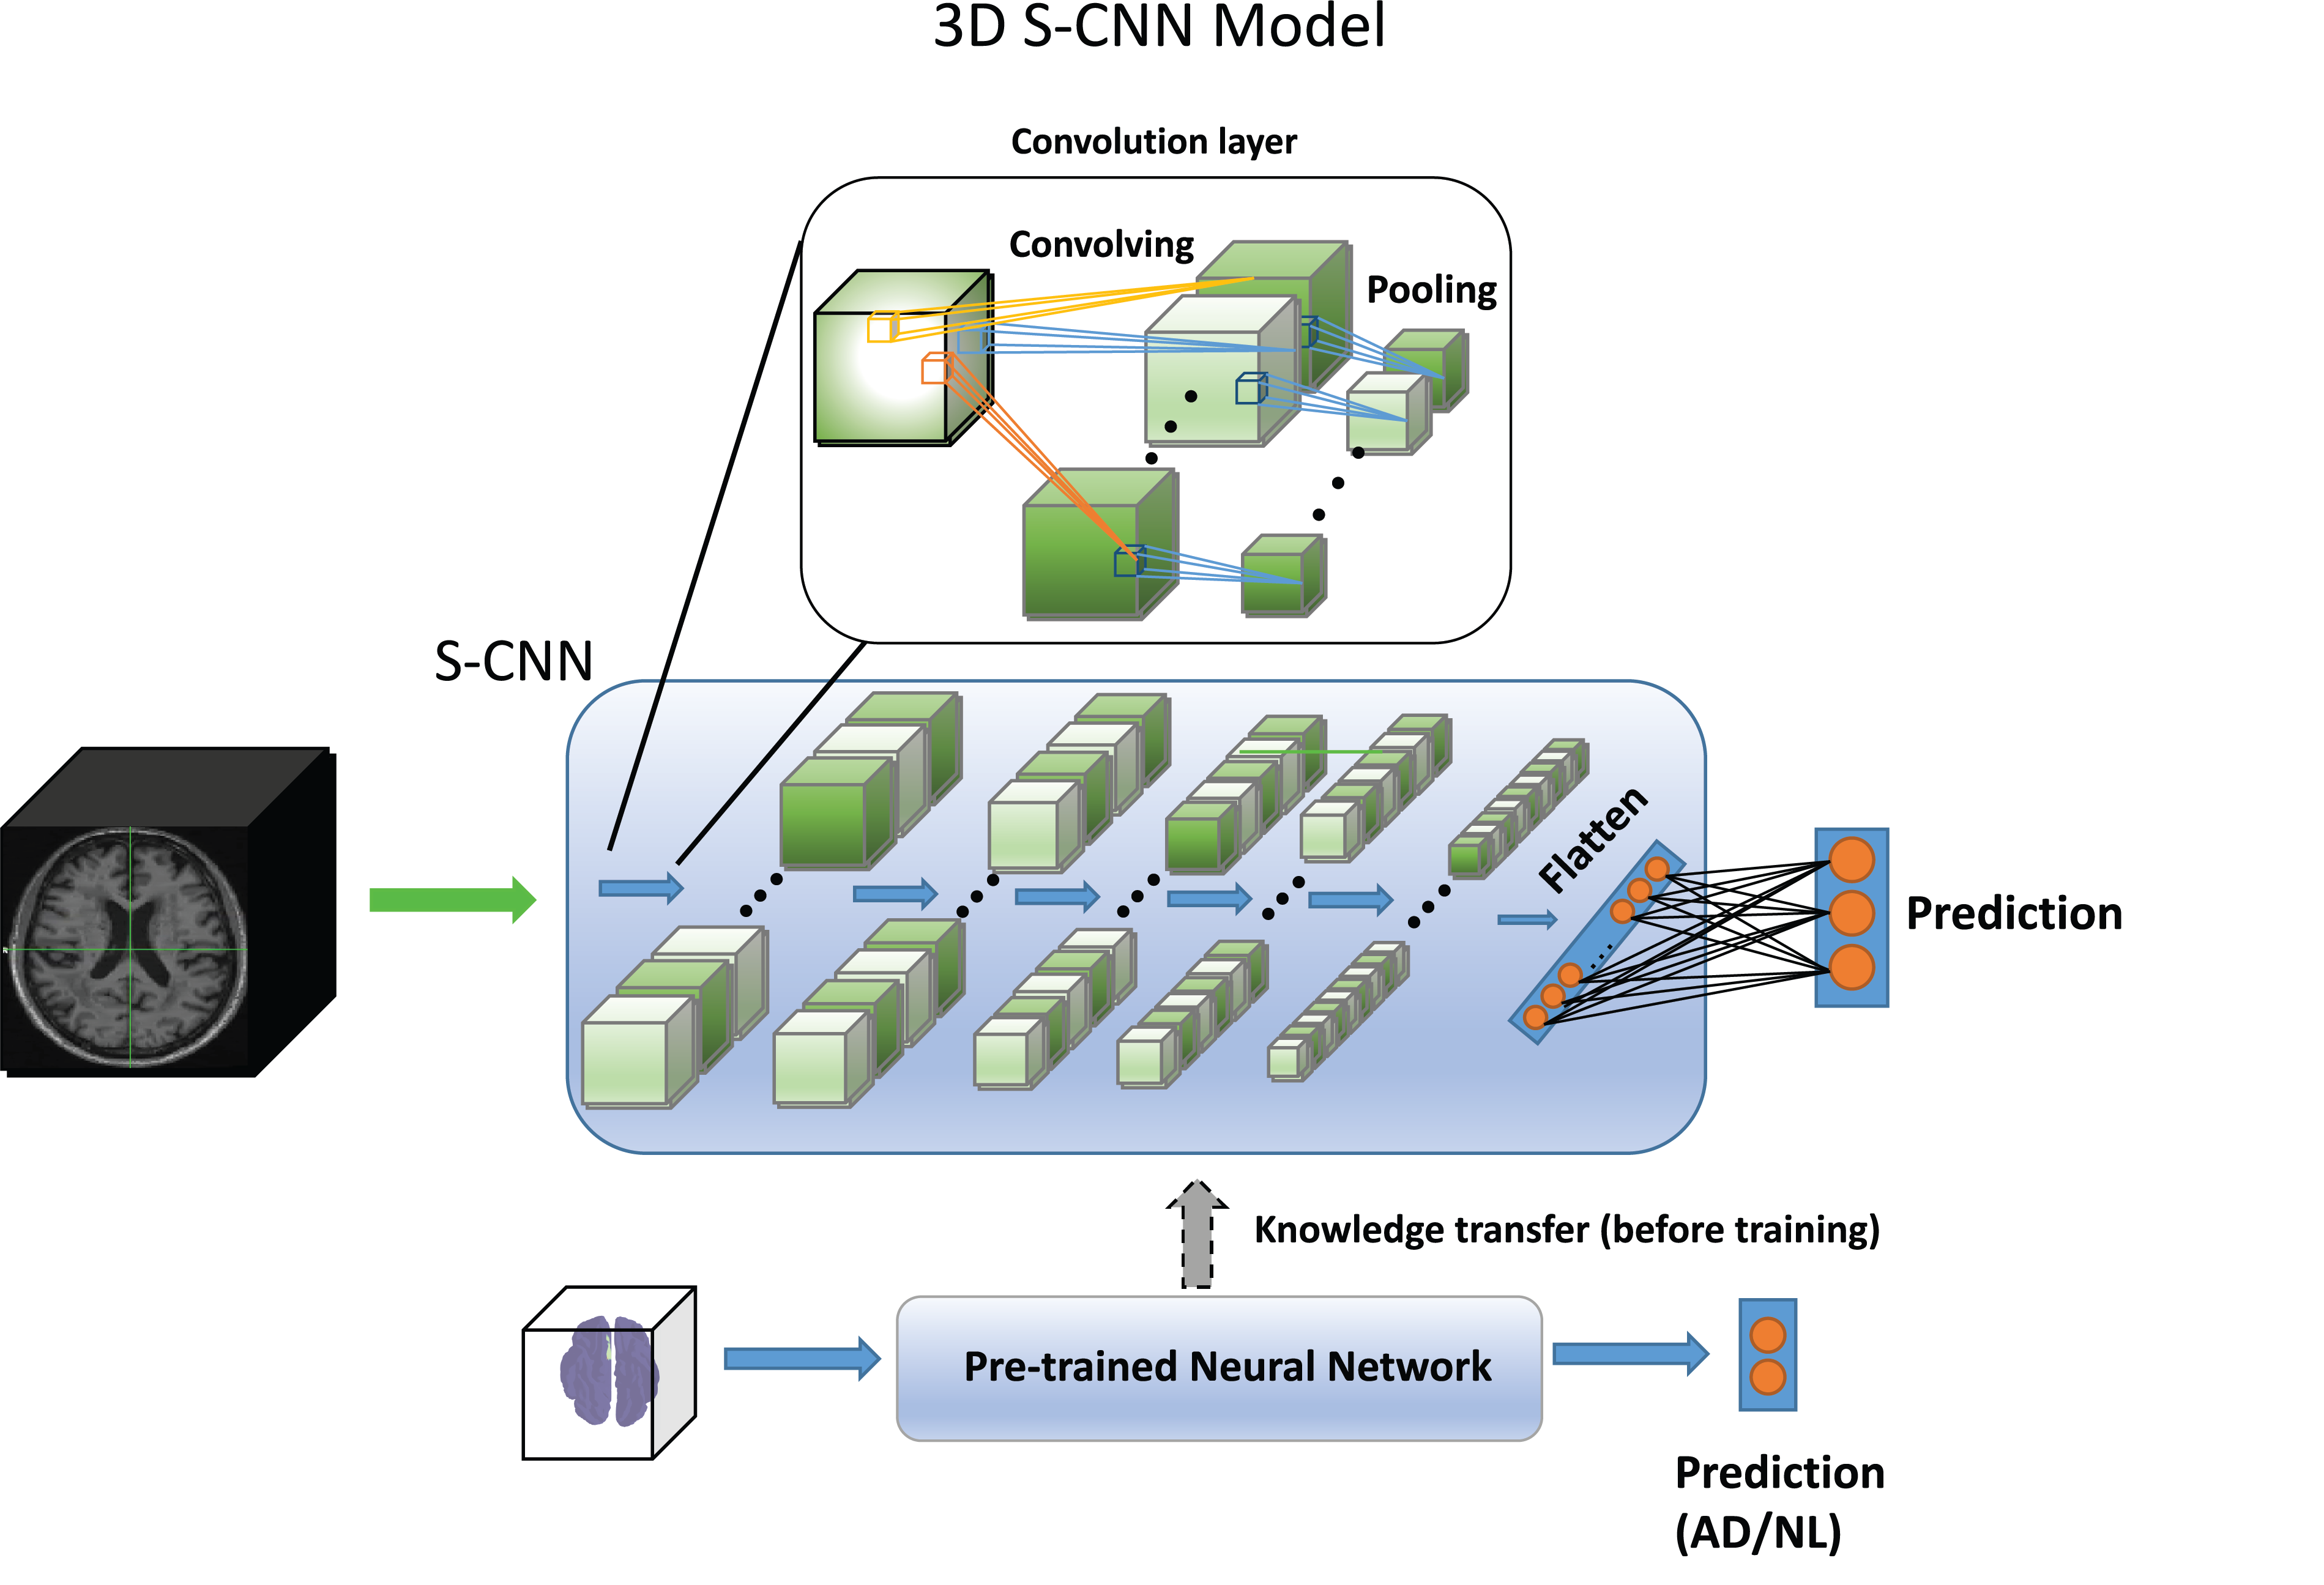 3D S-CNN Model
Convolution layer
Convolving
Pooling
S-CNN
Flatten
Prediction
Knowledge transfer (before training)
Pre-trained Neural Network
Prediction
(AD/NL)